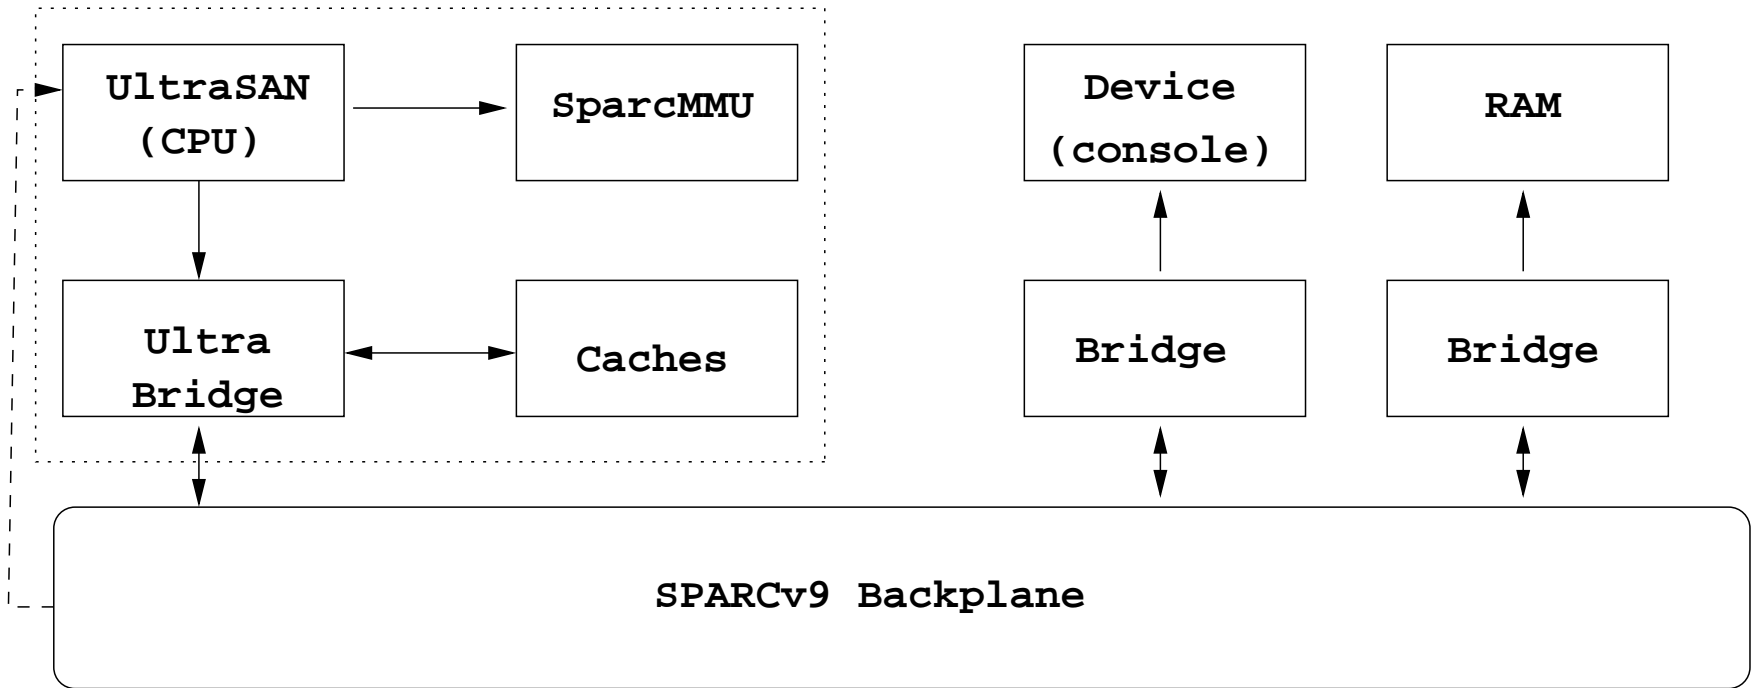 UltraSAN
(CPU)
SparcMMU
Device
(console)
RAM
Ultra
Bridge
Caches
Bridge
Bridge
SPARCv9 Backplane